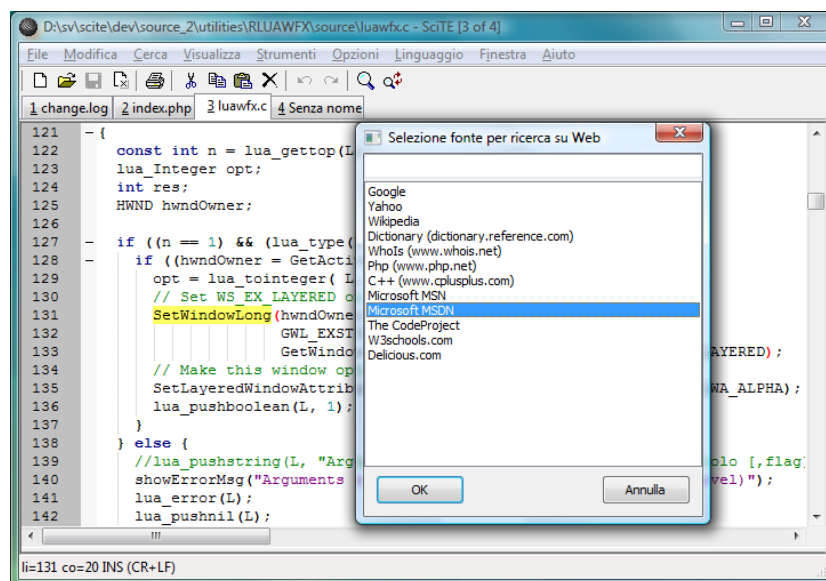 D:\sv\scite\dev\source_2\utilities\RLUAWFX\source\luawfx.c - SciTE [3 of 4]
File Modifica Cerca Visualizza Strumenti Opzioni Linguaggio Finestra Aiuto
1 change.log 2 index.php 3 luawfx.c 4 Senza nome
121 {
122 const int n = lua_gettop(L
123 lua_Integer opt;
124 int res;
125 HWND hwndOwner;
126
127 if ((n == 1) && (lua_type(
128 if ((hwndOwner = GetActi
129 opt = lua_tointeger( L
130 // Set WS_EX_LAYERED o
131 SetWindowLong(hwndOwne
132 GWL_EXST
133 GetWindo AYERED);
134 // Make this window op
135 SetLayeredWindowAttrib WA_ALPHA);
136 lua_pushboolean(L, 1);
137 }
138 } else {
139 //lua_pushstring(L, "Arg olo [,flag]
140 showErrorMsg("Arguments vel)");
141 lua_error(L);
142 lua_pushnil(L);
Selezione fonte per ricerca su Web
Google
Yahoo
Wikipedia
Dictionary (dictionary.reference.com)
WhoIs (www.whois.net)
Php (www.php.net)
C++ (www.cplusplus.com)
Microsoft MSN
Microsoft MSDN
The CodeProject
W3schools.com
Delicious.com
OK Annulla
li=131 co=20 INS (CR+LF)